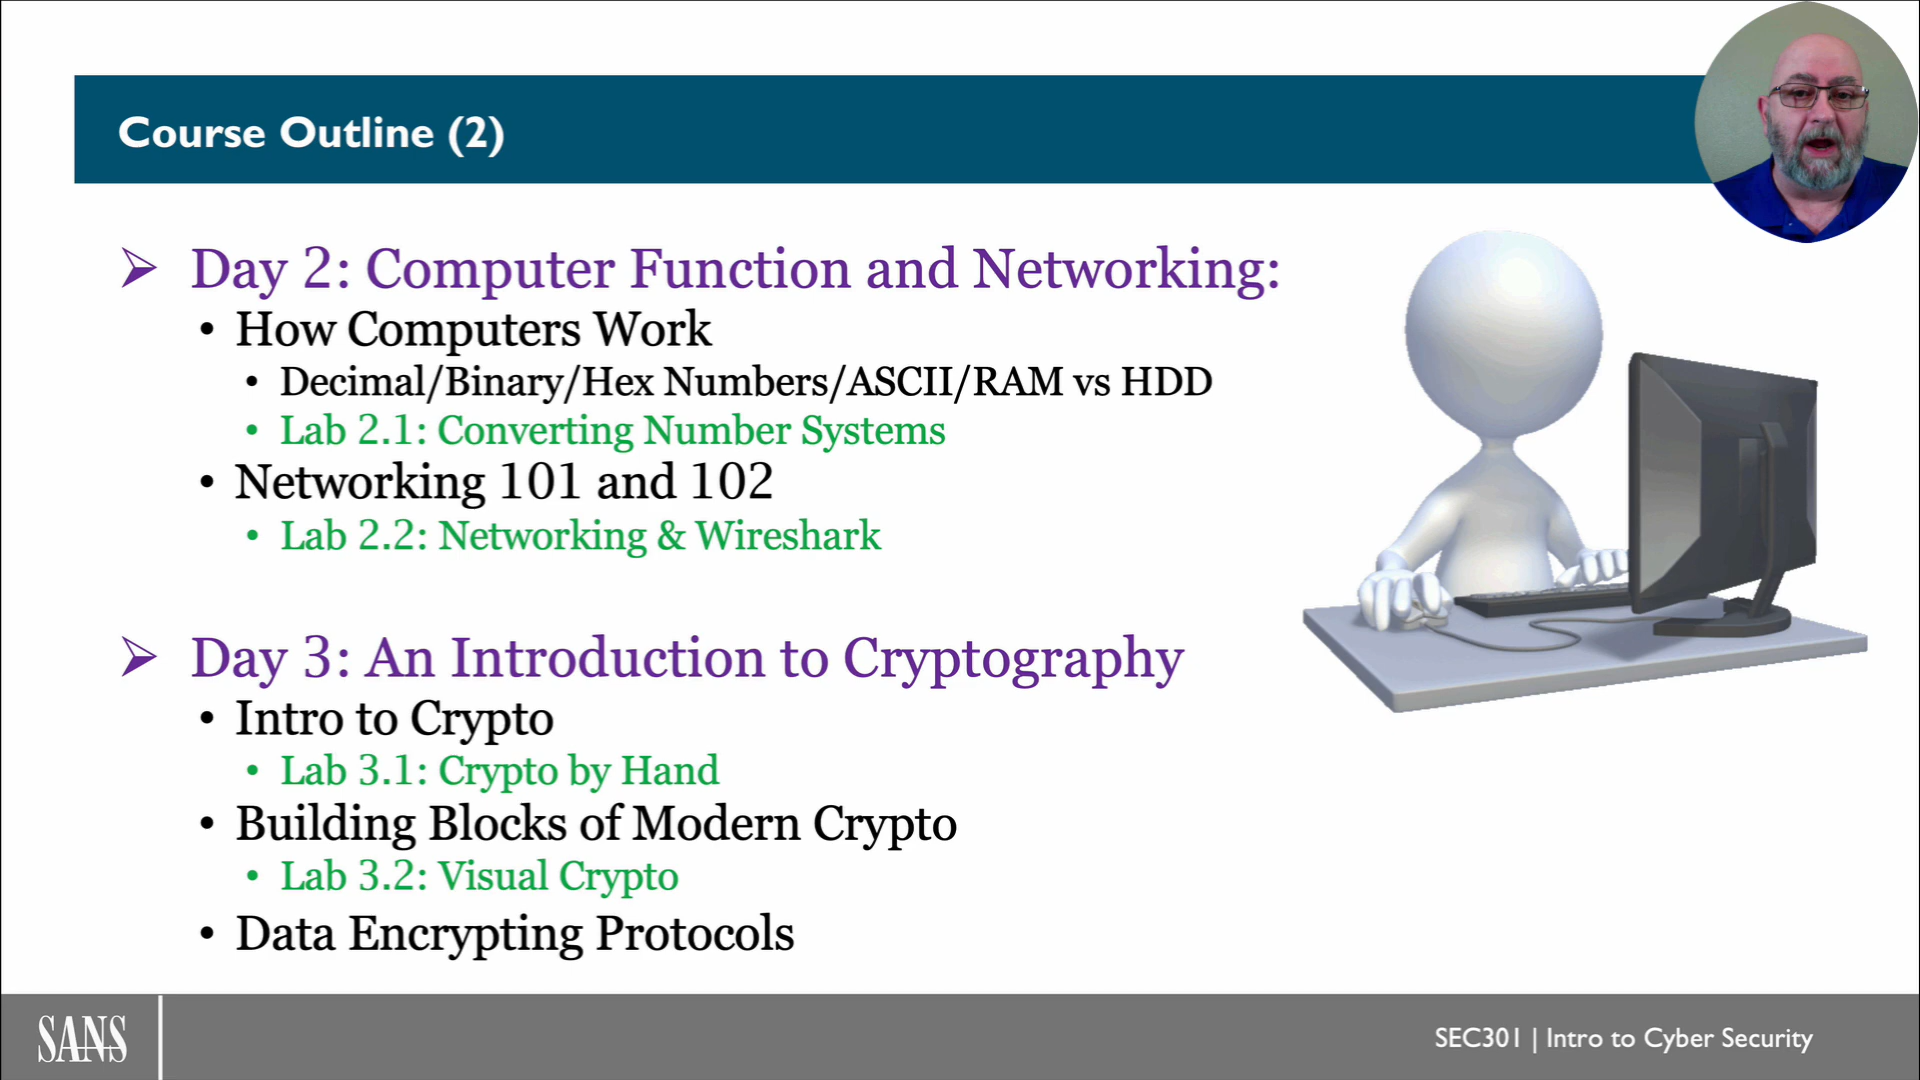 Course Outline (2)
➢ Day 2: Computer Function and Networking:
• How Computers Work
• Decimal/Binary/Hex Numbers/ASCII/RAM vs HDD
• Lab 2.1: Converting Number Systems
• Networking 101 and 102
• Lab 2.2: Networking & Wireshark
➢ Day 3: An Introduction to Cryptography
• Intro to Crypto
• Lab 3.1: Crypto by Hand
• Building Blocks of Modern Crypto
• Lab 3.2: Visual Crypto
• Data Encrypting Protocols
SANS
SEC301 | Intro to Cyber Security